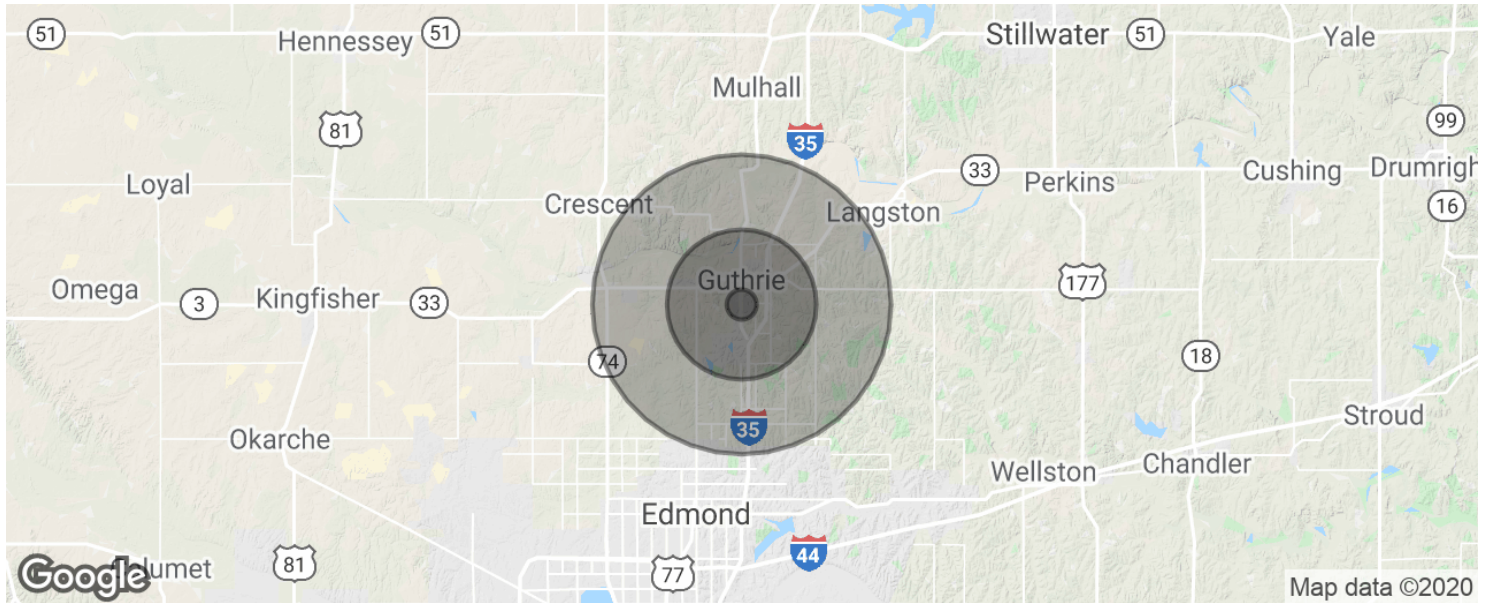 51
Hennessey
51
Stillwater
51
Yale
Mulhall
81
35
99
33
Cushing
Drumrigh
Loyal
Perkins
Crescent
Langston
16
Omega
3
Kingfisher
33
Guthrie
177
74
18
35
Stroud
Okarche
Wellston
Chandler
Edmond
44
81
77
Google
alumet
Map data ©2020